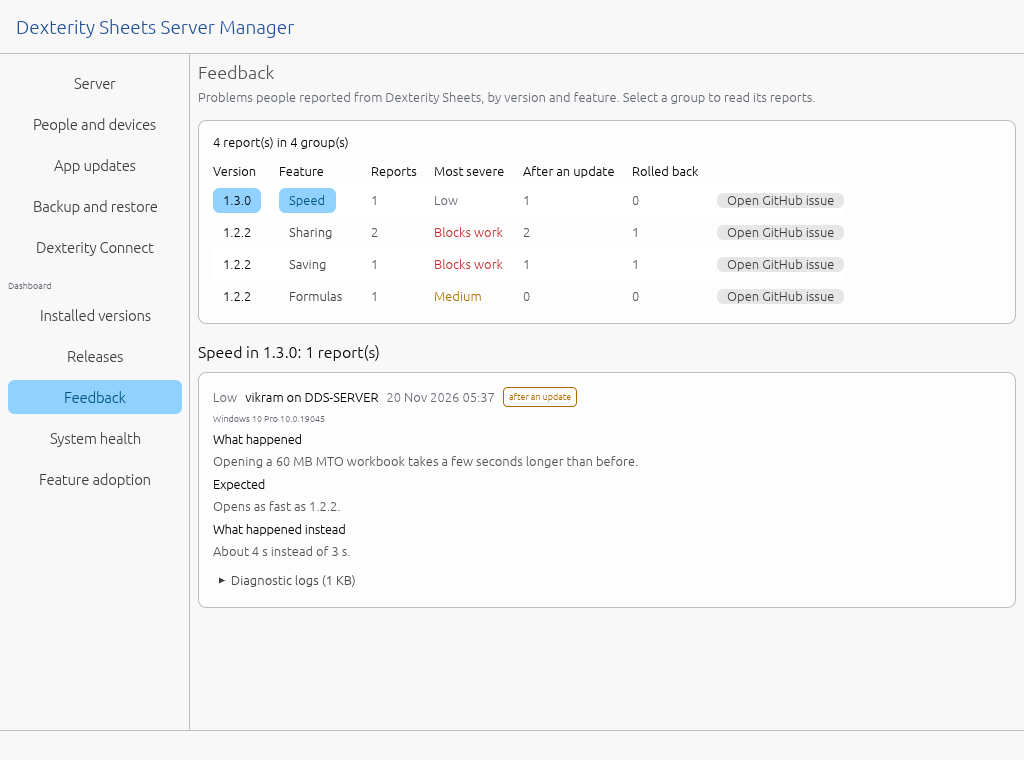 Dexterity Sheets Server Manager
Server
People and devices
App updates
Backup and restore
Dexterity Connect
Dashboard
Installed versions
Releases
Feedback
System health
Feature adoption
Feedback
Problems people reported from Dexterity Sheets, by version and feature. Select a group to read its reports.
4 report(s) in 4 group(s)
Version Feature Reports Most severe After an update Rolled back
1.3.0 Speed 1 Low 1 0 Open GitHub issue
1.2.2 Sharing 2 Blocks work 2 1 Open GitHub issue
1.2.2 Saving 1 Blocks work 1 1 Open GitHub issue
1.2.2 Formulas 1 Medium 0 0 Open GitHub issue
Speed in 1.3.0: 1 report(s)
Low vikram on DDS-SERVER 20 Nov 2026 05:37 after an update
Windows 10 Pro 10.0.19045
What happened
Opening a 60 MB MTO workbook takes a few seconds longer than before.
Expected
Opens as fast as 1.2.2.
What happened instead
About 4 s instead of 3 s.
Diagnostic logs (1 KB)